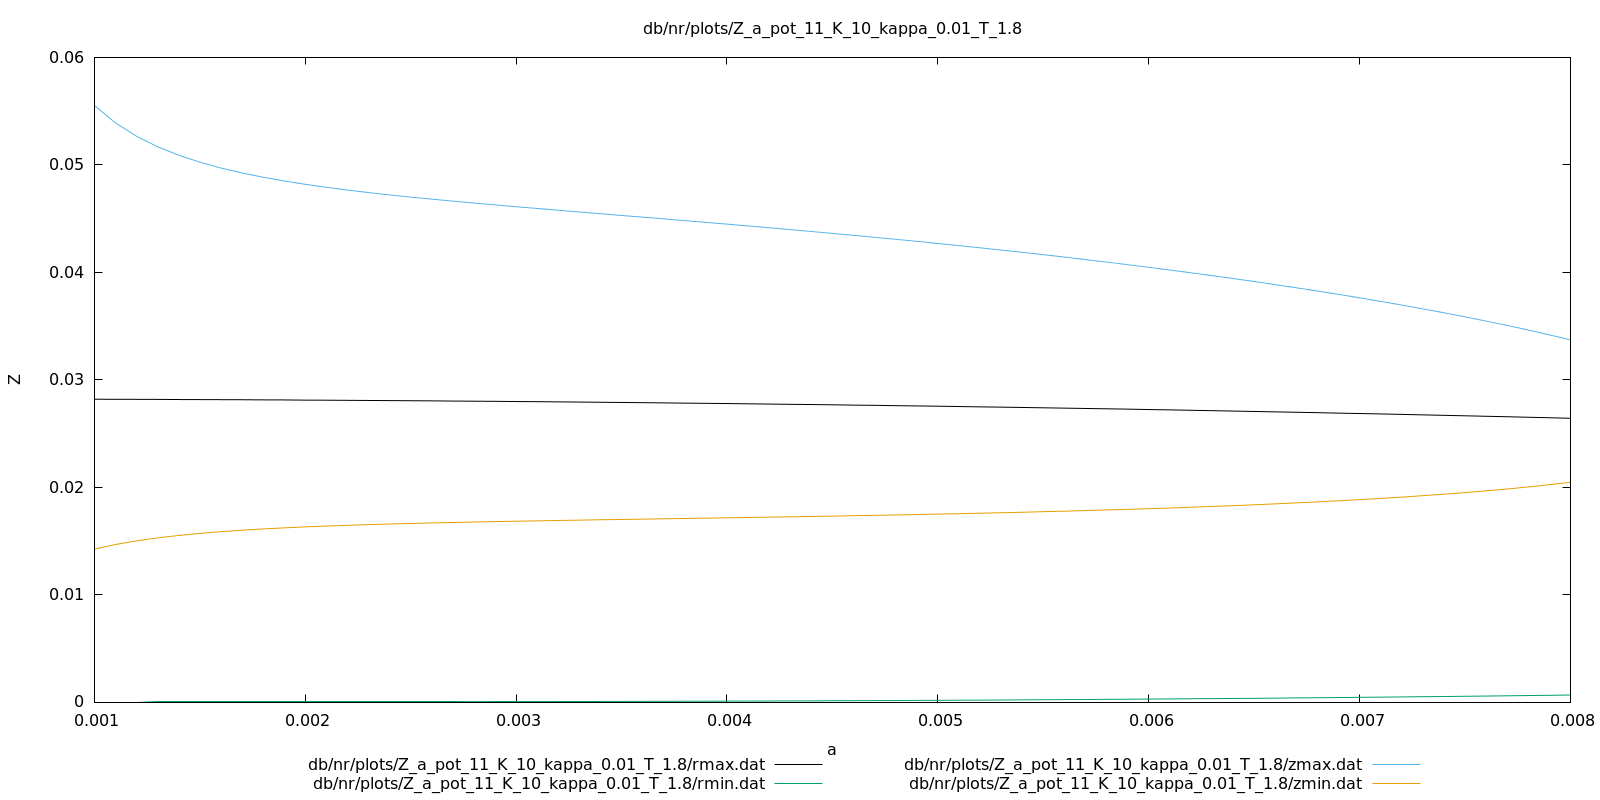 db/nr/plots/Z_a_pot_11_K_10_kappa_0.01_T_1.8
0.06
0.05
0.04
0.03
0.02
0.01
0
Z
0.001 0.002 0.003 0.004 0.005 0.006 0.007 0.008
a
db/nr/plots/Z_a_pot_11_K_10_kappa_0.01_T_1.8/rmax.dat db/nr/plots/Z_a_pot_11_K_10_kappa_0.01_T_1.8/zmax.dat
db/nr/plots/Z_a_pot_11_K_10_kappa_0.01_T_1.8/rmin.dat db/nr/plots/Z_a_pot_11_K_10_kappa_0.01_T_1.8/zmin.dat